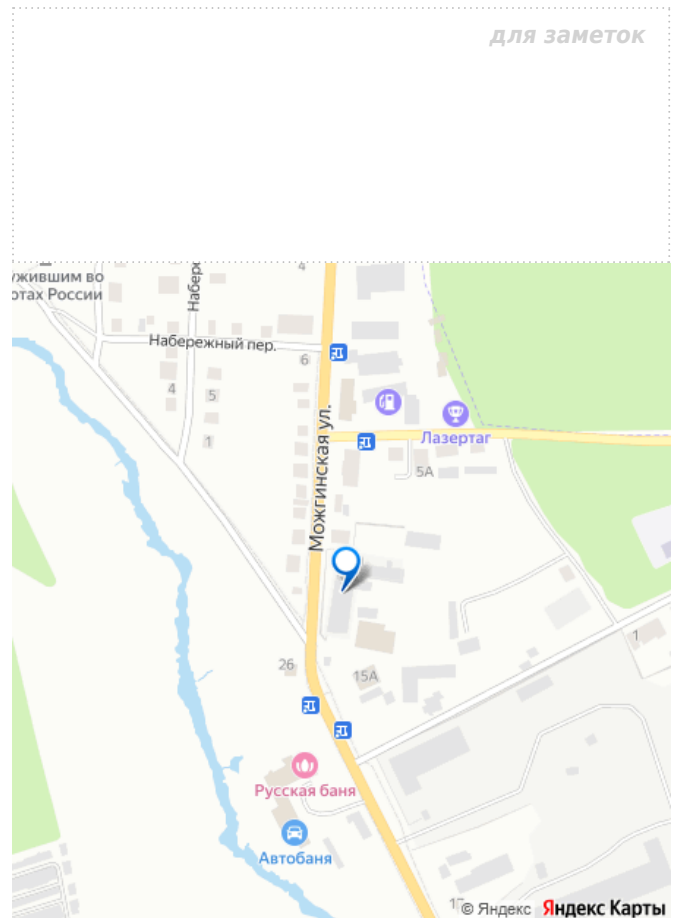 для заметок
4
ужившим во
отах России
Наберe
Набережный пер.
6
4
5
1
Можгинская ул.
Лазертаг
5А
1
26
15А
Русская баня
Автобаня
© Яндекс Яндекс Карты